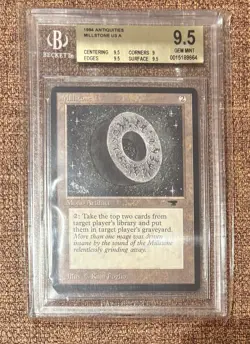 BECKETT
1994 ANTIQUITIES
MILLSTONE U3 A
CENTERING 9.5 CORNERS 9
EDGES 9.5 SURFACE 9.5
9.5
GEM MINT
Millstone
2
Mono Artifact
2: Take the top two cards from
target player's library and put
them in target player's graveyard.
More than one mage was driven
insane by the sound of the Millstone
relentlessly grinding away.
Illus. © Kaja Foglio